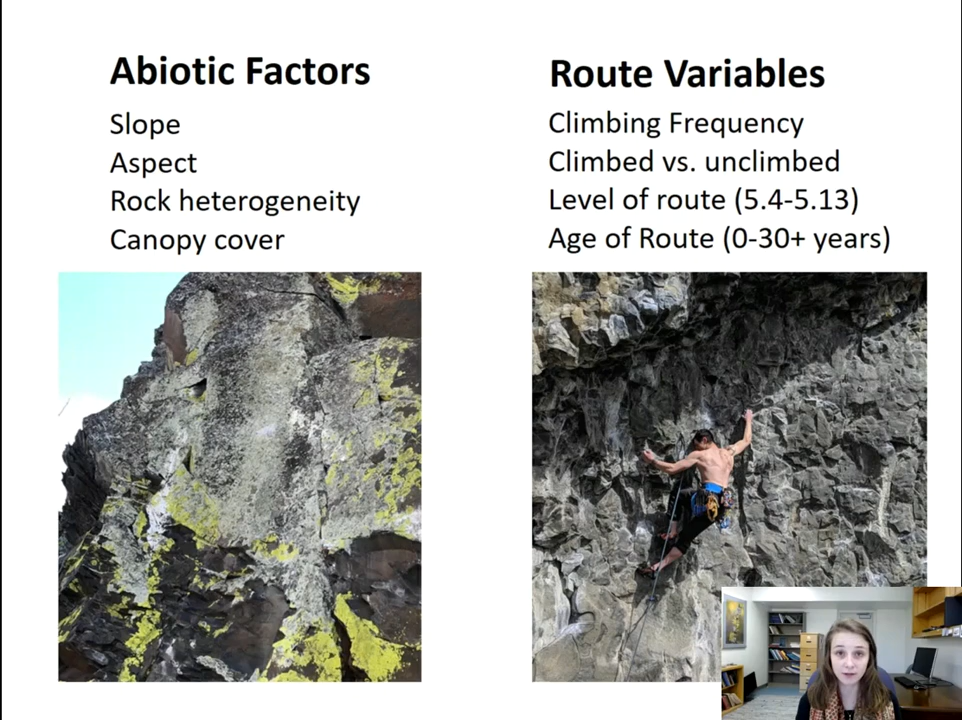 Abiotic Factors
Slope
Aspect
Rock heterogeneity
Canopy cover
Route Variables
Climbing Frequency
Climbed vs. unclimbed
Level of route (5.4-5.13)
Age of Route (0-30+ years)